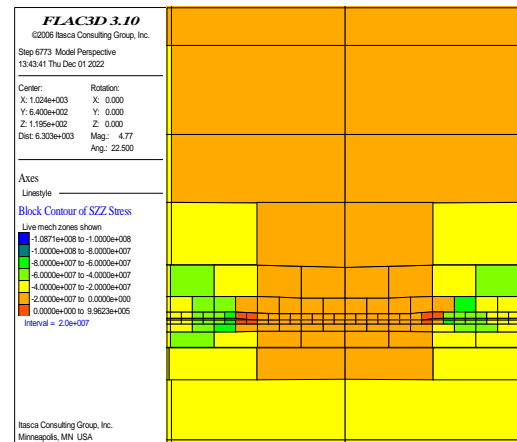 FLAC3D 3.10
©2006 Itasca Consulting Group, Inc.
Step 6773 Model Perspective
13:43:41 Thu Dec 01 2022
Center: Rotation:
X: 1.024e+003 X: 0.000
Y: 6.400e+002 Y: 0.000
Z: 1.195e+002 Z: 0.000
Dist: 6.303e+003 Mag.: 4.77
Ang.: 22.500
Axes
Linestyle
Block Contour of SZZ Stress
Live mech zones shown
-1.0871e+008 to -1.0000e+008
-1.0000e+008 to -8.0000e+007
-8.0000e+007 to -6.0000e+007
-6.0000e+007 to -4.0000e+007
-4.0000e+007 to -2.0000e+007
-2.0000e+007 to 0.0000e+000
0.0000e+000 to 9.9623e+005
Interval = 2.0e+007
Itasca Consulting Group, Inc.
Minneapolis, MN USA